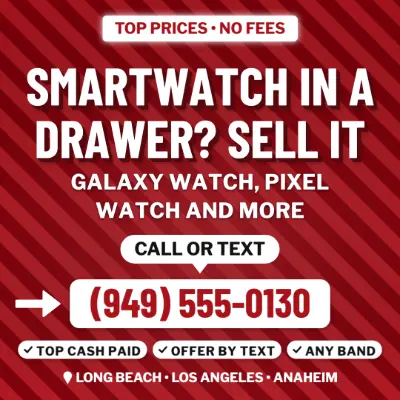 TOP PRICES • NO FEES
SMARTWATCH IN A
DRAWER? SELL IT
GALAXY WATCH, PIXEL
WATCH AND MORE
CALL OR TEXT
(949) 555-0130
✓ TOP CASH PAID ✓ OFFER BY TEXT ✓ ANY BAND
LONG BEACH • LOS ANGELES • ANAHEIM